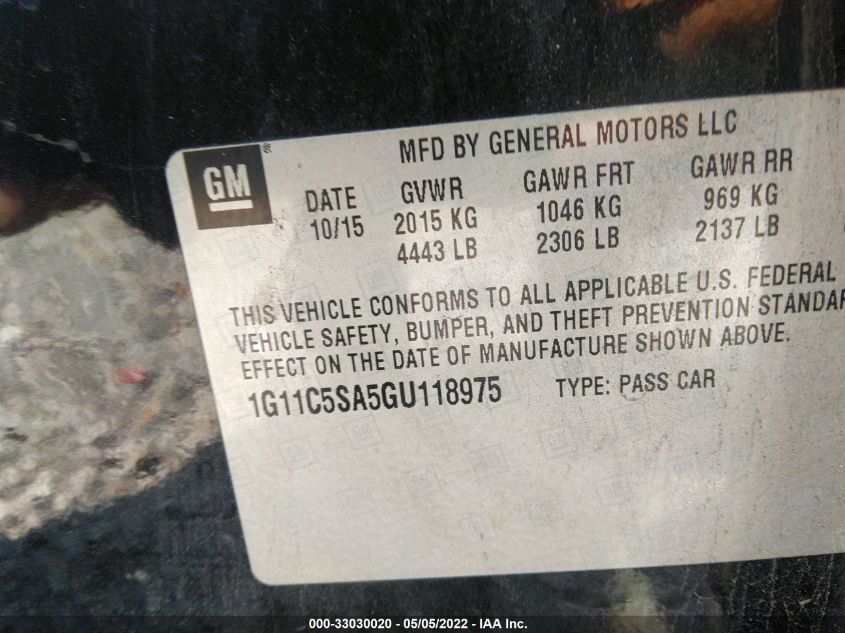 MFD BY GENERAL MOTORS LLC
GM
DATE GVWR GAWR FRT GAWR RR
10/15 2015 KG 1046 KG 969 KG
4443 LB 2306 LB 2137 LB
THIS VEHICLE CONFORMS TO ALL APPLICABLE U.S. FEDERAL
VEHICLE SAFETY, BUMPER, AND THEFT PREVENTION STANDAR
EFFECT ON THE DATE OF MANUFACTURE SHOWN ABOVE.
1G11C5SA5GU118975 TYPE: PASS CAR
000-33030020 - 05/05/2022 - IAA Inc.